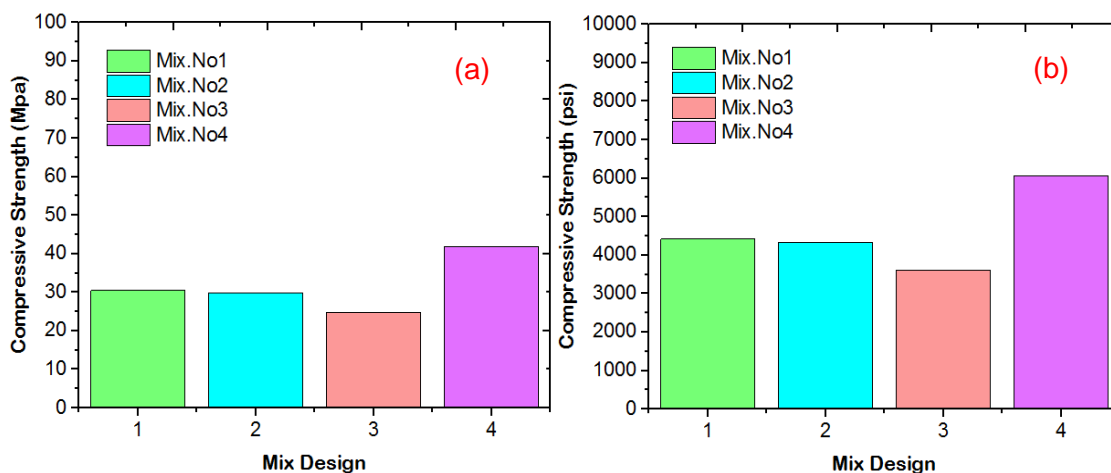 Compressive Strength (Mpa)
100
90
80
70
60
50
40
30
20
10
0
Mix.No1
Mix.No2
Mix.No3
Mix.No4
(a)
1 2 3 4
Mix Design
Compressive Strength (psi)
10000
9000
8000
7000
6000
5000
4000
3000
2000
1000
0
Mix.No1
Mix.No2
Mix.No3
Mix.No4
(b)
1 2 3 4
Mix Design